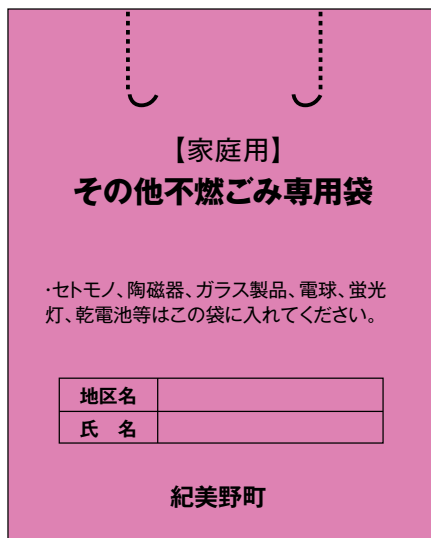 【家庭用】
その他不燃ごみ専用袋
·セトモノ、陶磁器、ガラス製品、電球、蛍光
灯、乾電池等はこの袋に入れてください。
地区名
氏　名
紀美野町